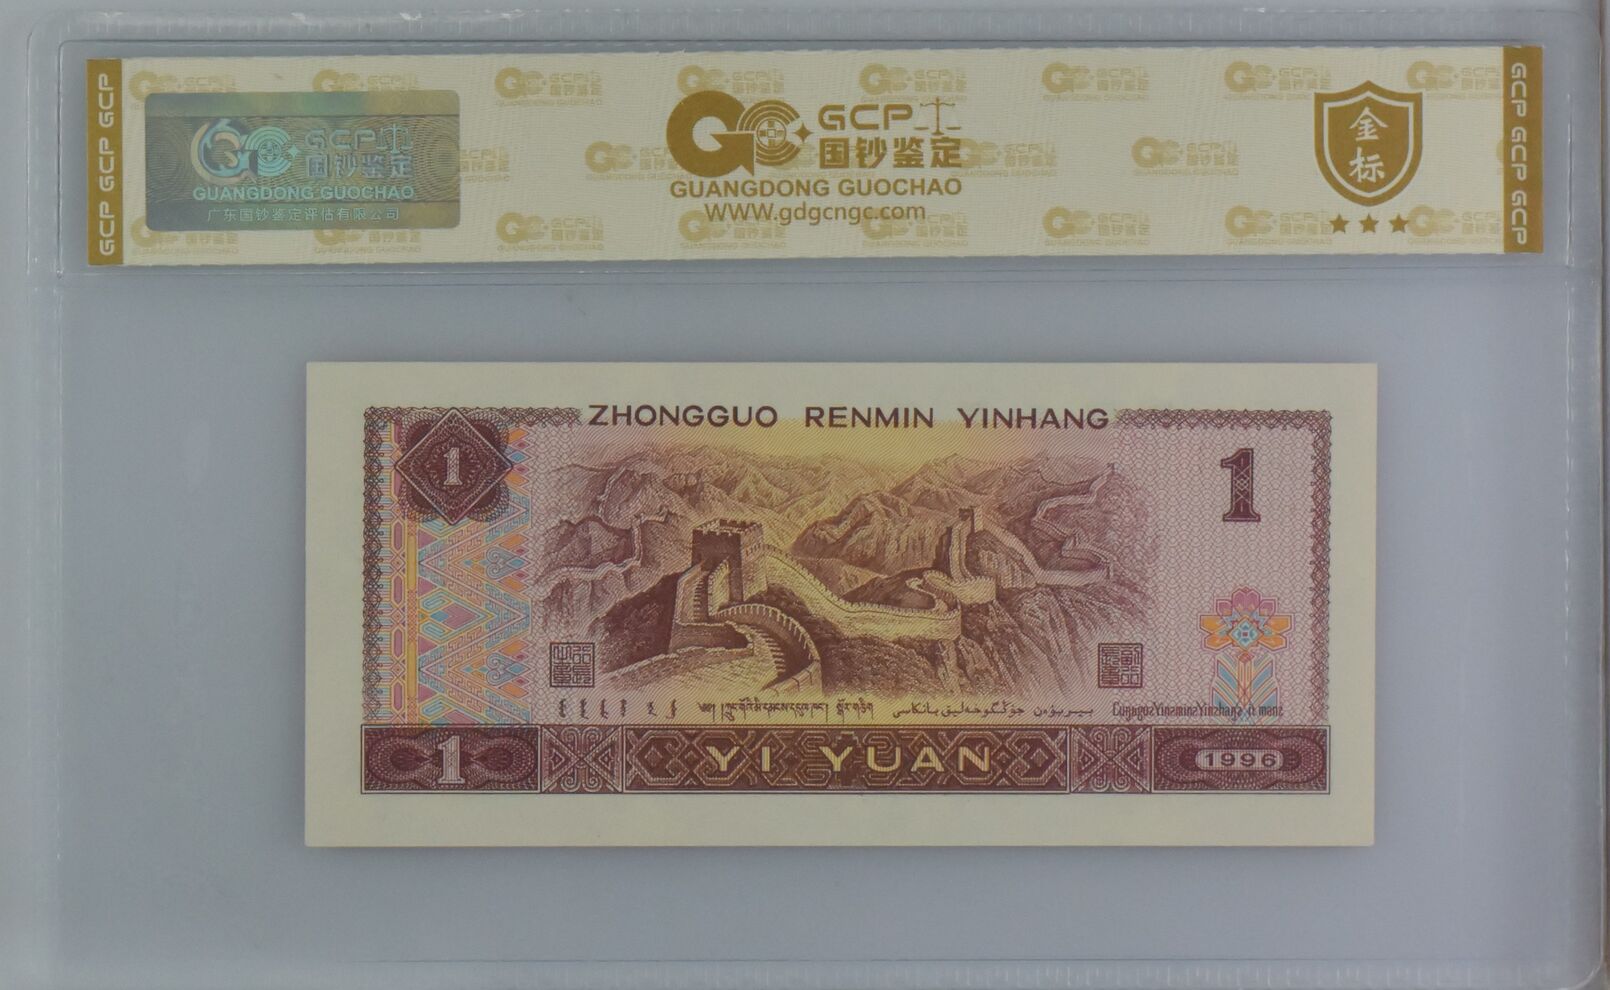 GCP GCP GCP
GCP
国钞鉴定
GUANGDONG GUOCHAO
广东国钞鉴定评估有限公司
GCP
国钞鉴定
GUANGDONG GUOCHAO
WWW.gdgcngc.com
金
标
GCP GCP GCP
ZHONGGUO RENMIN YINHANG
1
1
1
YI YUAN
1996